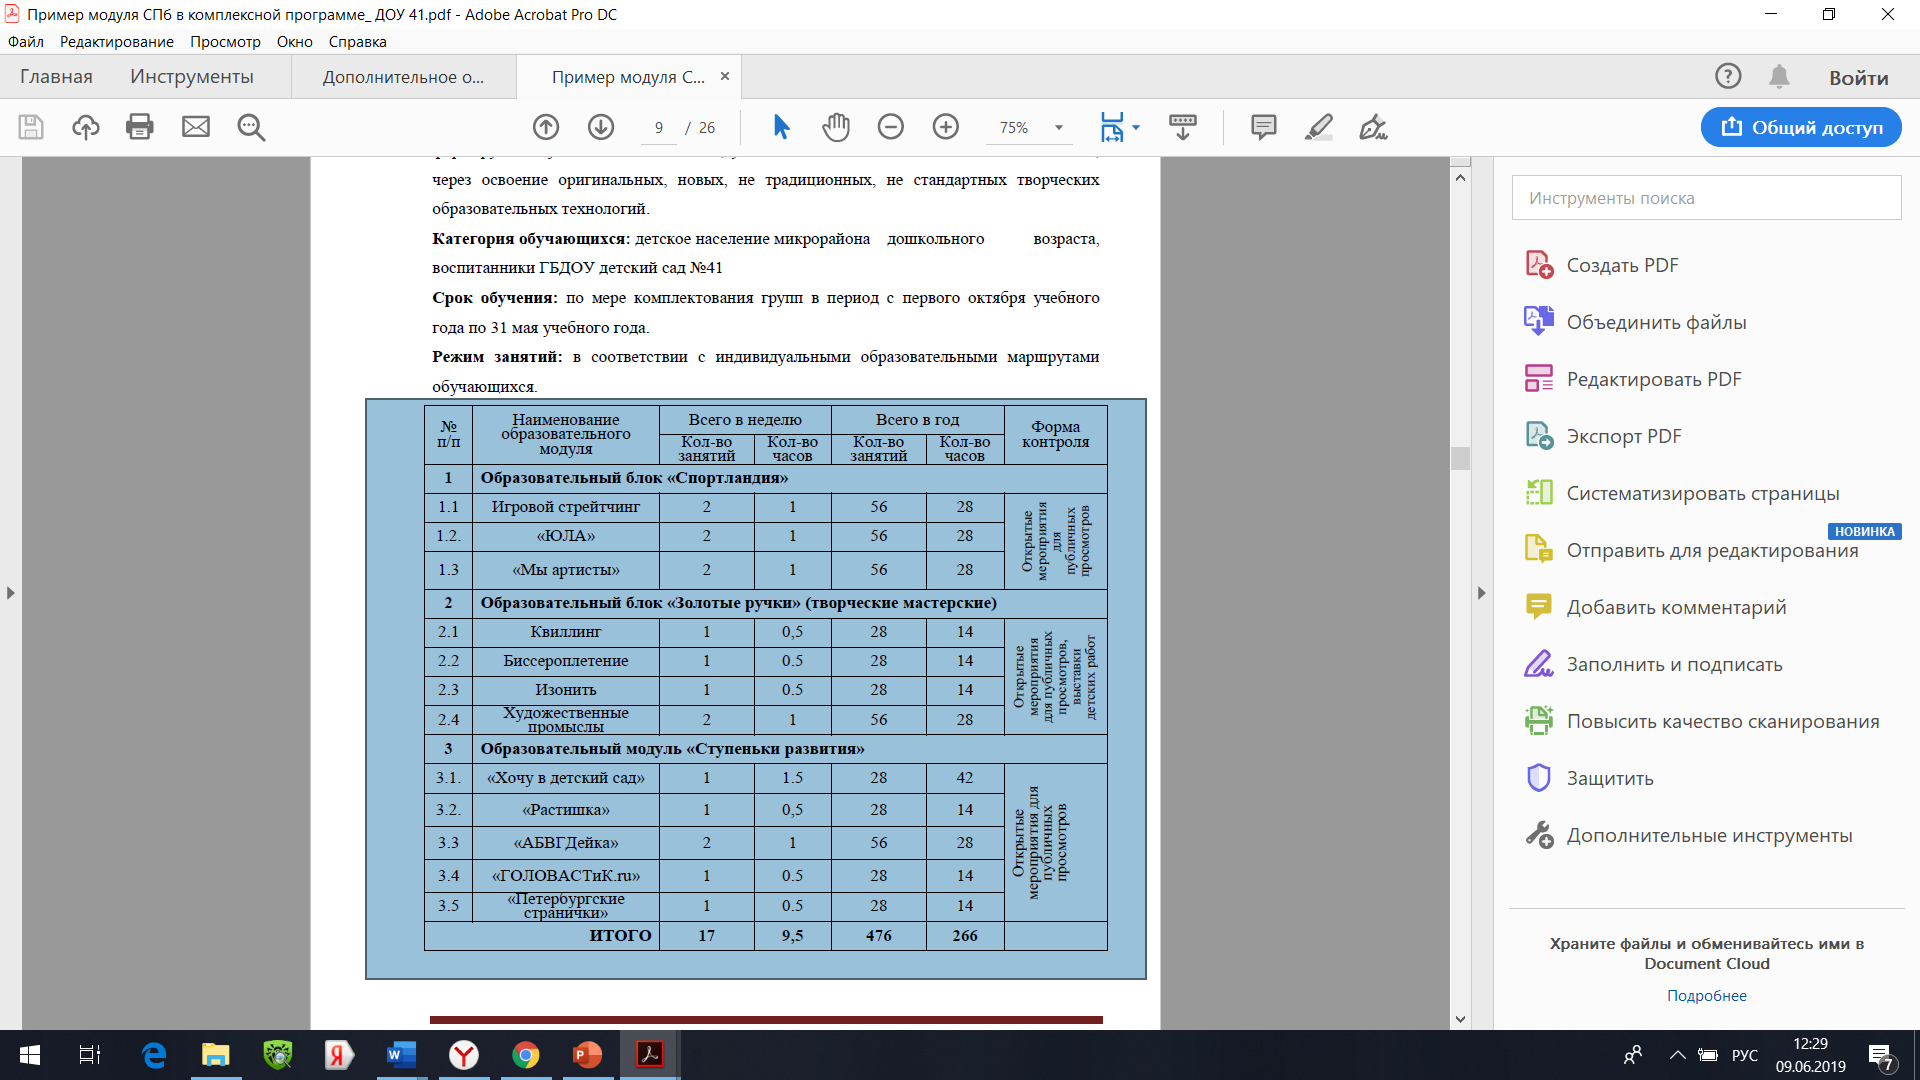 Пример модуля СПб в комплексной программе_ ДОУ 41.pdf - Adobe Acrobat Pro DC
Файл Редактирование Просмотр Окно Справка
Главная Инструменты Дополнительное о... Пример модуля С... ×
Войти
9 / 26 75% Общий доступ
через освоение оригинальных, новых, не традиционных, не стандартных творческих
образовательных технологий.
Категория обучающихся: детское население микрорайона дошкольного возраста,
воспитанники ГБДОУ детский сад №41
Срок обучения: по мере комплектования групп в период с первого октября учебного
года по 31 мая учебного года.
Режим занятий: в соответствии с индивидуальными образовательными маршрутами
обучающихся.
№ п/п Наименование образовательного модуля Всего в неделю Всего в год Форма контроля
Кол-во занятий Кол-во часов Кол-во занятий Кол-во часов
1 Образовательный блок «Спортландия»
1.1 Игровой стрейтчинг 2 1 56 28
1.2. «ЮЛА» 2 1 56 28
1.3 «Мы артисты» 2 1 56 28
Открытые мероприятия для публичных просмотров
2 Образовательный блок «Золотые ручки» (творческие мастерские)
2.1 Квиллинг 1 0,5 28 14
2.2 Биссероплетение 1 0.5 28 14
2.3 Изонить 1 0.5 28 14
2.4 Художественные промыслы 2 1 56 28
Открытые мероприятия для публичных просмотров, выставки детских работ
3 Образовательный модуль «Ступеньки развития»
3.1. «Хочу в детский сад» 1 1.5 28 42
3.2. «Растишка» 1 0,5 28 14
3.3 «АБВГДейка» 2 1 56 28
3.4 «ГОЛОВАСТиК.ru» 1 0.5 28 14
3.5 «Петербургские странички» 1 0.5 28 14
Открытые мероприятия для публичных просмотров
ИТОГО 17 9,5 476 266
Инструменты поиска
Создать PDF
Объединить файлы
Редактировать PDF
Экспорт PDF
Систематизировать страницы
НОВИНКА
Отправить для редактирования
Добавить комментарий
Заполнить и подписать
Повысить качество сканирования
Защитить
Дополнительные инструменты
Храните файлы и обменивайтесь ими в
Document Cloud
Подробнее
РУС
12:29
09.06.2019
7